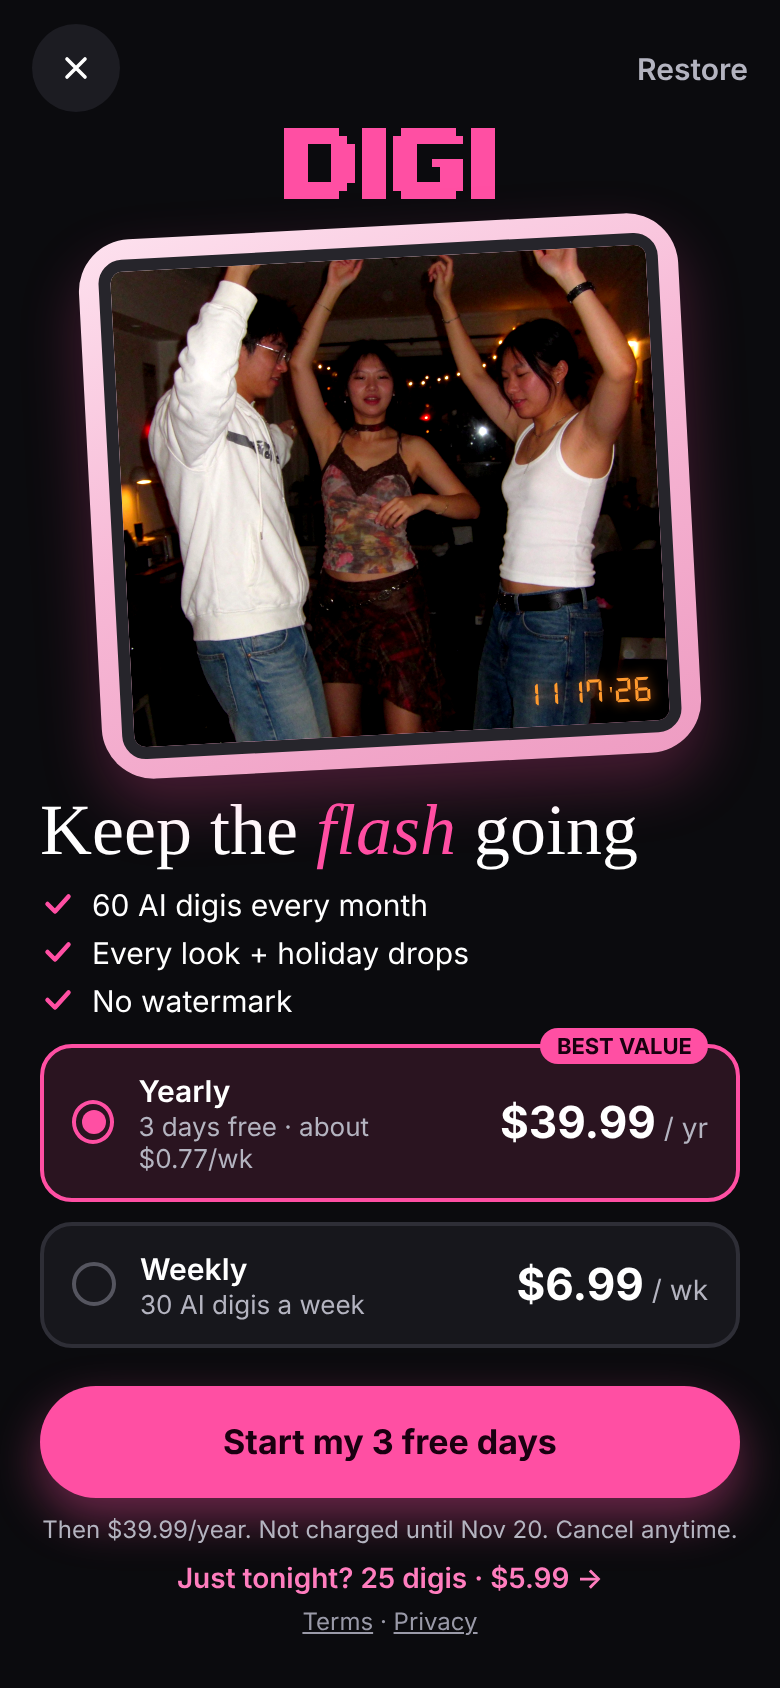 Restore
DIGI
11 17 '26
Keep the flash going
60 AI digis every month
Every look + holiday drops
No watermark
BEST VALUE
Yearly
3 days free · about
$0.77/wk
$39.99 / yr
Weekly
30 AI digis a week
$6.99 / wk
Start my 3 free days
Then $39.99/year. Not charged until Nov 20. Cancel anytime.
Just tonight? 25 digis · $5.99 →
Terms · Privacy